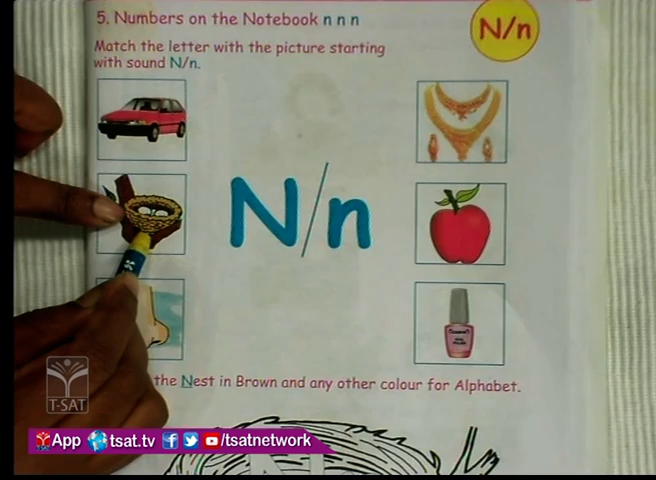 5. Numbers on the Notebook n n n
N/n
Match the letter with the picture starting
with sound N/n.
N/n
the Nest in Brown and any other colour for Alphabet.
T-SAT
App tsat.tv /tsatnetwork